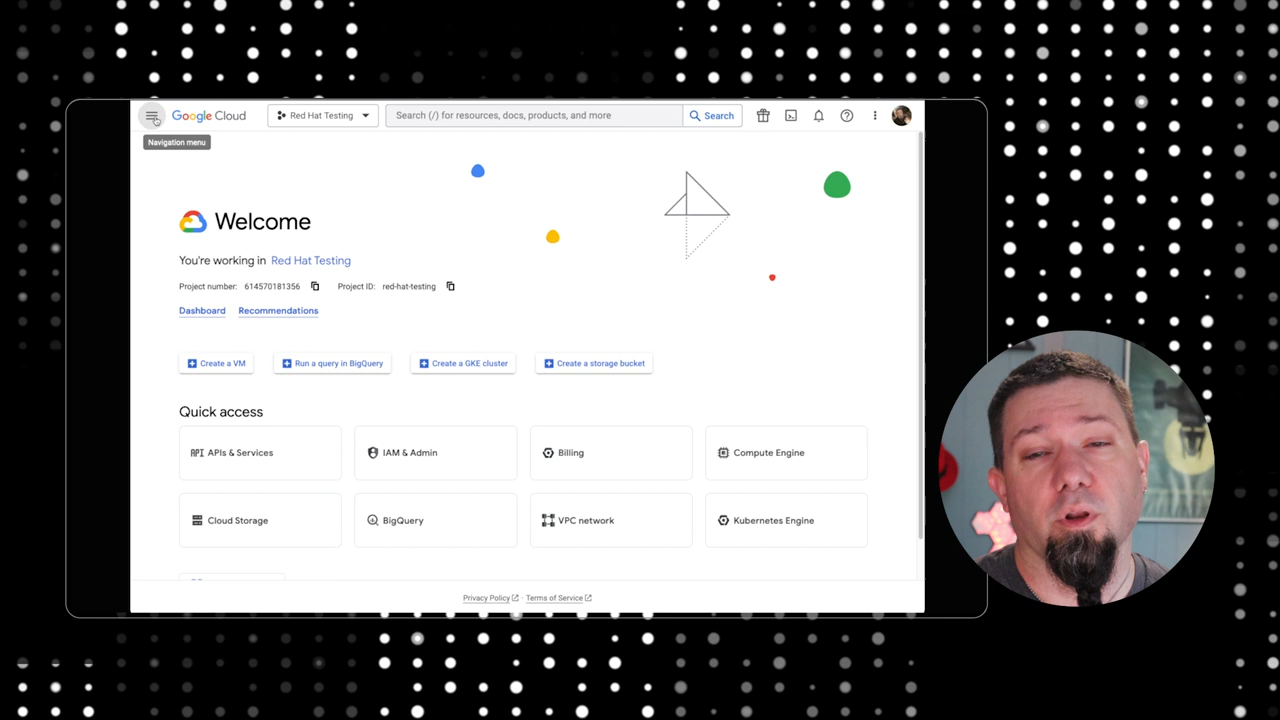 Google Cloud
Red Hat Testing
Search (/) for resources, docs, products, and more
Search
Navigation menu
Welcome
You're working in Red Hat Testing
Project number: 614570181356
Project ID: red-hat-testing
Dashboard
Recommendations
Create a VM
Run a query in BigQuery
Create a GKE cluster
Create a storage bucket
Quick access
API APIs & Services
IAM & Admin
Billing
Compute Engine
Cloud Storage
BigQuery
VPC network
Kubernetes Engine
Privacy Policy · Terms of Service